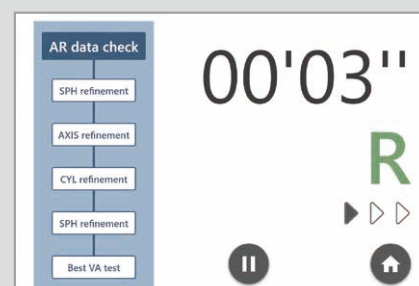 AR data check
SPH refinement
AXIS refinement
CYL refinement
SPH refinement
Best VA test
00'03''
R